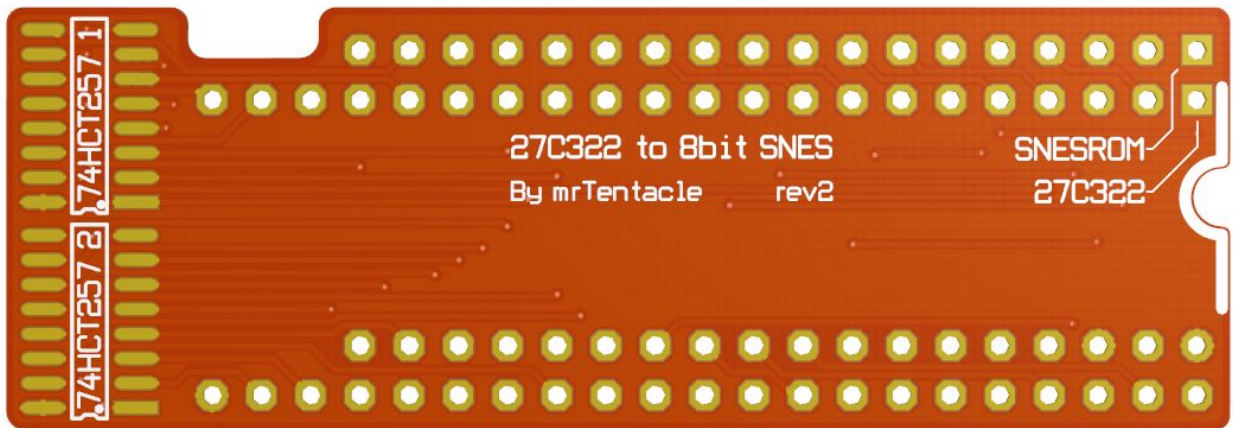 74HCT257 1
74HCT257 2
27C322 to 8bit SNES
By mrTentacle rev2
SNESROM
27C322